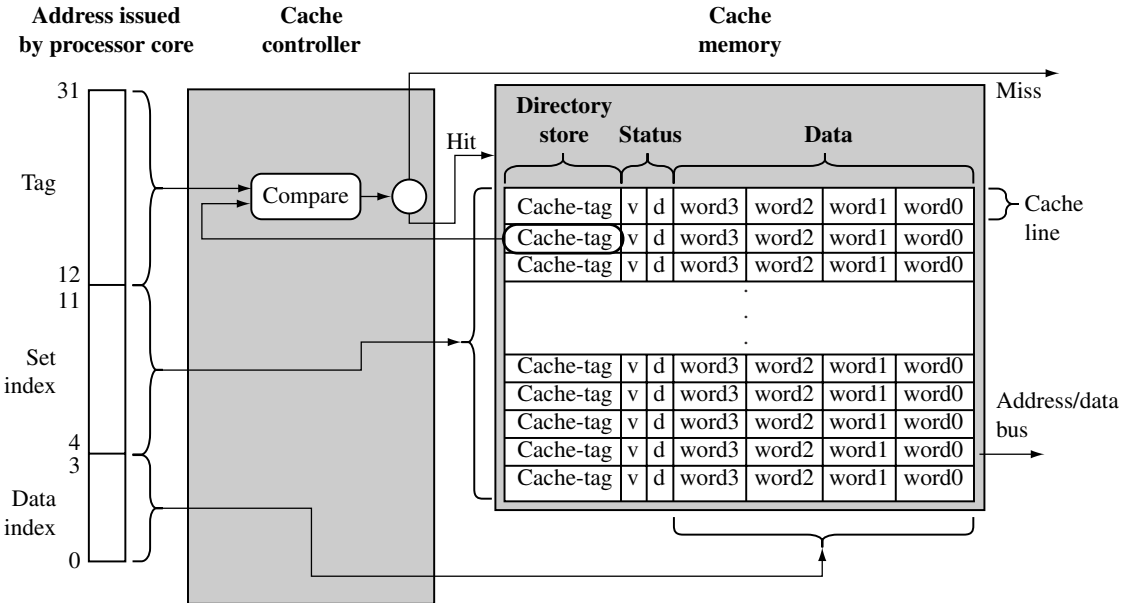 Address issued
by processor core
Cache
controller
Cache
memory
31
Miss
Directory
store
Status
Data
Hit
Tag
Compare
Cache-tag v d word3 word2 word1 word0
Cache
line
Cache-tag v d word3 word2 word1 word0
Cache-tag v d word3 word2 word1 word0
12
11
.
.
.
Set
index
Cache-tag v d word3 word2 word1 word0
Cache-tag v d word3 word2 word1 word0
Cache-tag v d word3 word2 word1 word0
Cache-tag v d word3 word2 word1 word0
Cache-tag v d word3 word2 word1 word0
Address/data
bus
4
3
Data
index
0